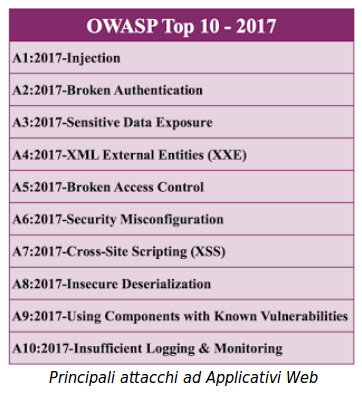 OWASP Top 10 - 2017
A1:2017-Injection
A2:2017-Broken Authentication
A3:2017-Sensitive Data Exposure
A4:2017-XML External Entities (XXE)
A5:2017-Broken Access Control
A6:2017-Security Misconfiguration
A7:2017-Cross-Site Scripting (XSS)
A8:2017-Insecure Deserialization
A9:2017-Using Components with Known Vulnerabilities
A10:2017-Insufficient Logging & Monitoring
Principali attacchi ad Applicativi Web